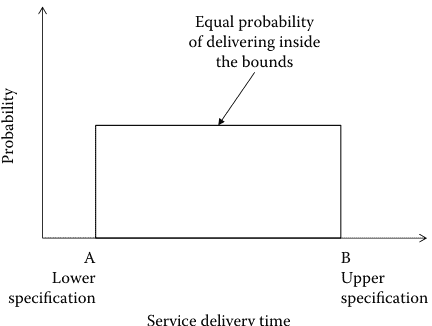 Equal probability
of delivering inside
the bounds
Probability
A
Lower
specification
B
Upper
specification
Service delivery time